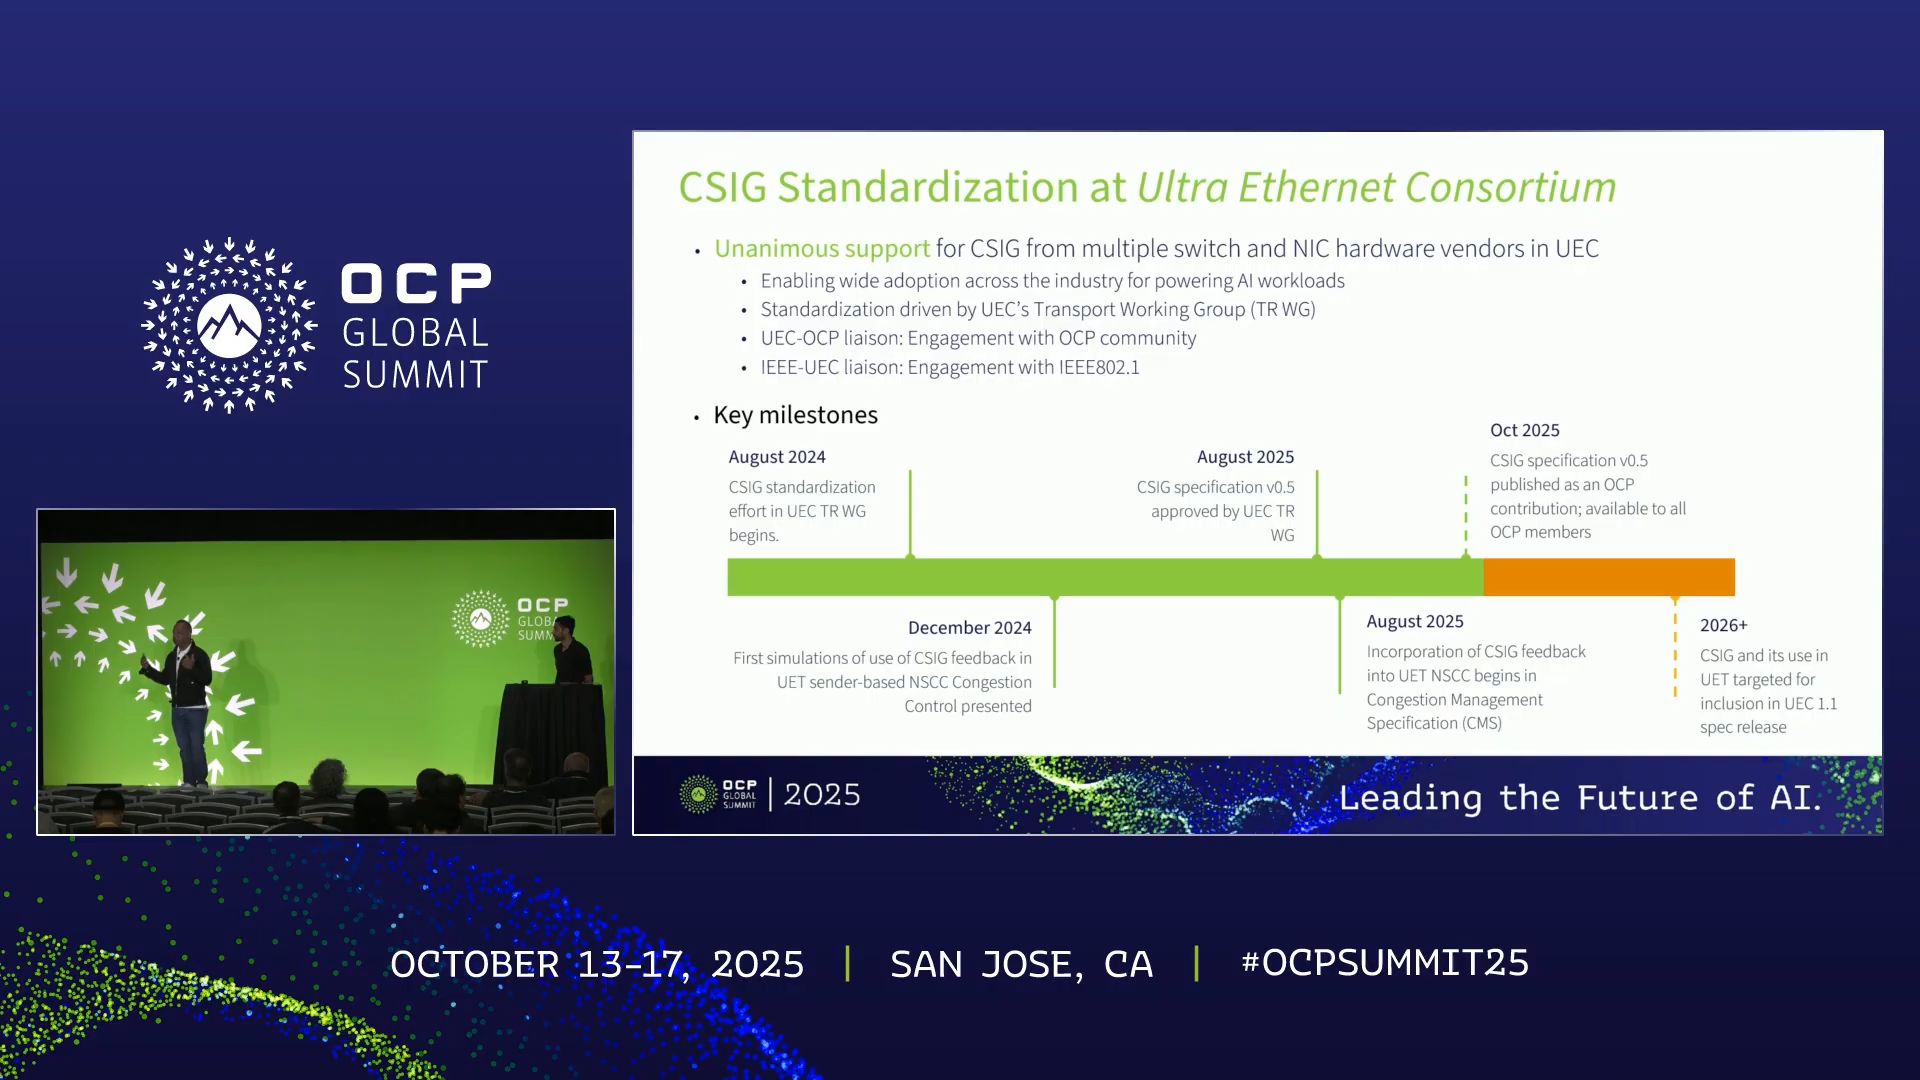 OCP
GLOBAL
SUMMIT
CSIG Standardization at Ultra Ethernet Consortium
• Unanimous support for CSIG from multiple switch and NIC hardware vendors in UEC
• Enabling wide adoption across the industry for powering AI workloads
• Standardization driven by UEC's Transport Working Group (TR WG)
• UEC-OCP liaison: Engagement with OCP community
• IEEE-UEC liaison: Engagement with IEEE802.1
• Key milestones
August 2024
CSIG standardization
effort in UEC TR WG
begins.
August 2025
CSIG specification v0.5
approved by UEC TR
WG
Oct 2025
CSIG specification v0.5
published as an OCP
contribution; available to all
OCP members
December 2024
First simulations of use of CSIG feedback in
UET sender-based NSCC Congestion
Control presented
August 2025
Incorporation of CSIG feedback
into UET NSCC begins in
Congestion Management
Specification (CMS)
2026+
CSIG and its use in
UET targeted for
inclusion in UEC 1.1
spec release
OCP
GLOBAL
SUMMIT
2025
Leading the Future of AI.
OCP
OCTOBER 13-17, 2025 | SAN JOSE, CA | #OCPSUMMIT25